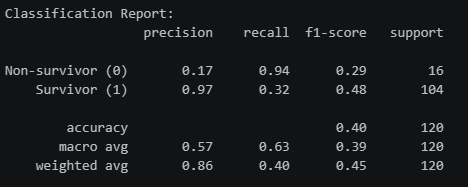 Classification Report:
precision recall f1-score support
Non-survivor (0) 0.17 0.94 0.29 16
Survivor (1) 0.97 0.32 0.48 104
accuracy 0.40 120
macro avg 0.57 0.63 0.39 120
weighted avg 0.86 0.40 0.45 120